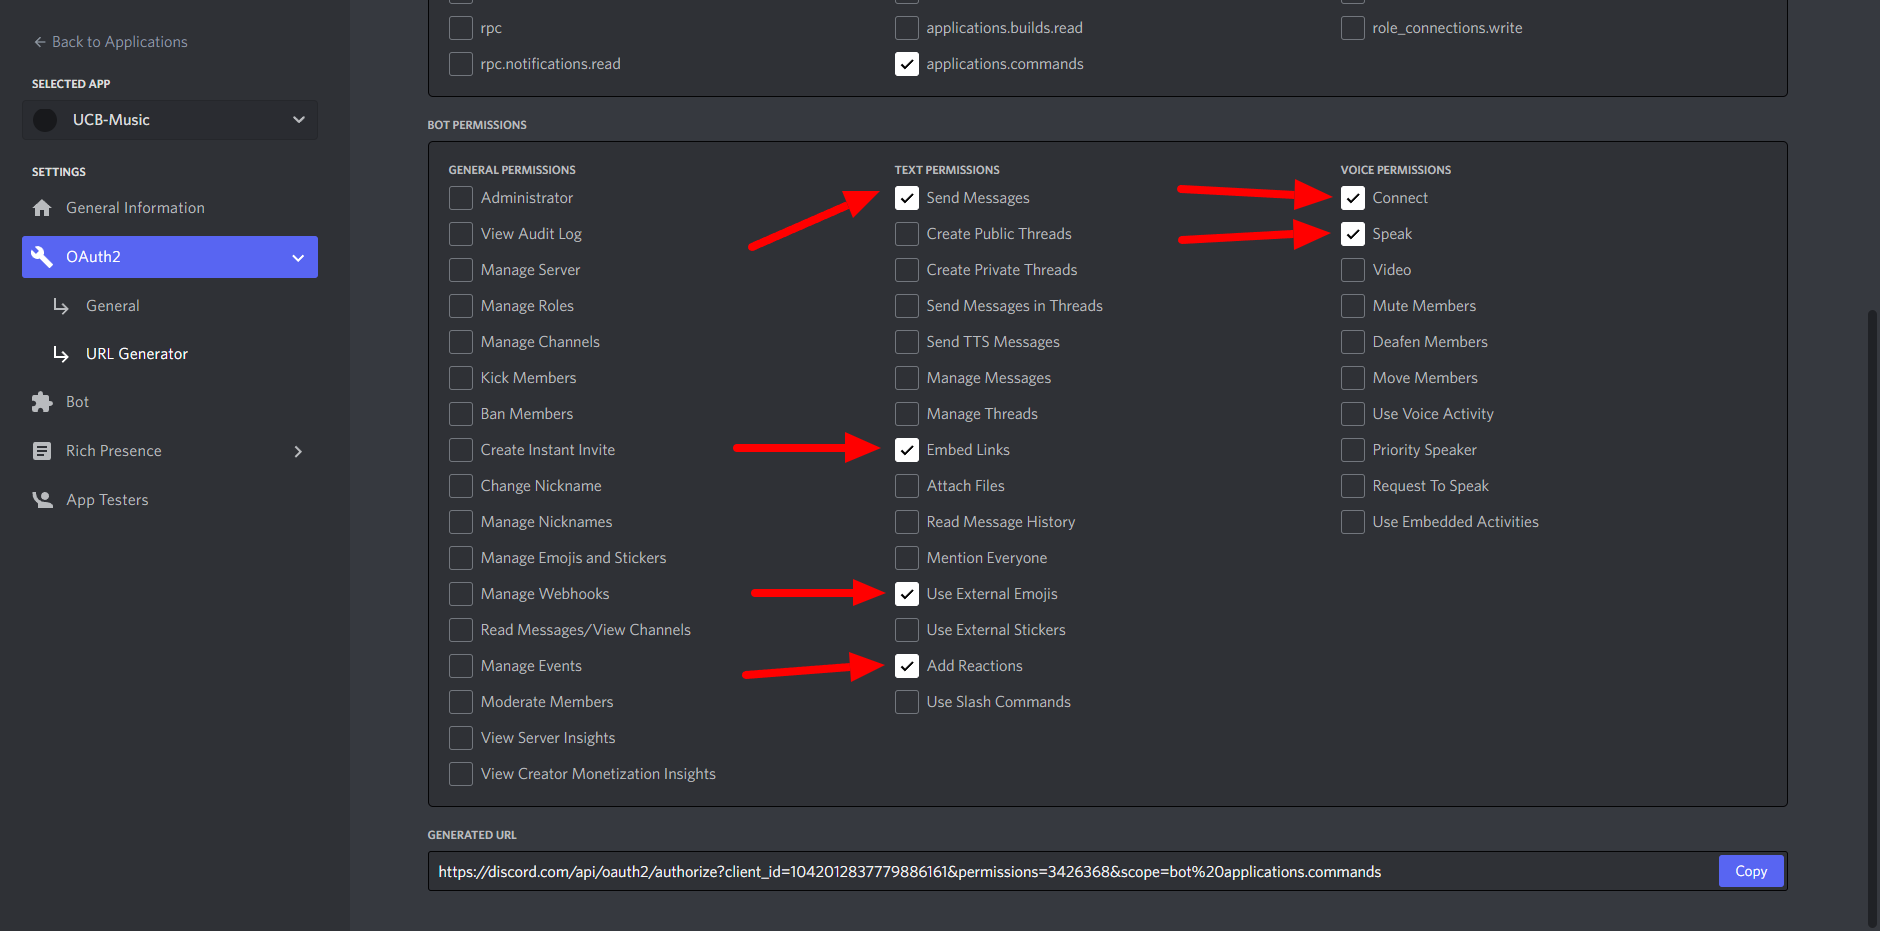 Back to Applications
SELECTED APP
UCB-Music
SETTINGS
General Information
OAuth2
General
URL Generator
Bot
Rich Presence
App Testers
rpc
applications.builds.read
role_connections.write
rpc.notifications.read
applications.commands
BOT PERMISSIONS
GENERAL PERMISSIONS
Administrator
View Audit Log
Manage Server
Manage Roles
Manage Channels
Kick Members
Ban Members
Create Instant Invite
Change Nickname
Manage Nicknames
Manage Emojis and Stickers
Manage Webhooks
Read Messages/View Channels
Manage Events
Moderate Members
View Server Insights
View Creator Monetization Insights
TEXT PERMISSIONS
Send Messages
Create Public Threads
Create Private Threads
Send Messages in Threads
Send TTS Messages
Manage Messages
Manage Threads
Embed Links
Attach Files
Read Message History
Mention Everyone
Use External Emojis
Use External Stickers
Add Reactions
Use Slash Commands
VOICE PERMISSIONS
Connect
Speak
Video
Mute Members
Deafen Members
Move Members
Use Voice Activity
Priority Speaker
Request To Speak
Use Embedded Activities
GENERATED URL
https://discord.com/api/oauth2/authorize?client_id=1042012837779886161&permissions=3426368&scope=bot%20applications.commands
Copy